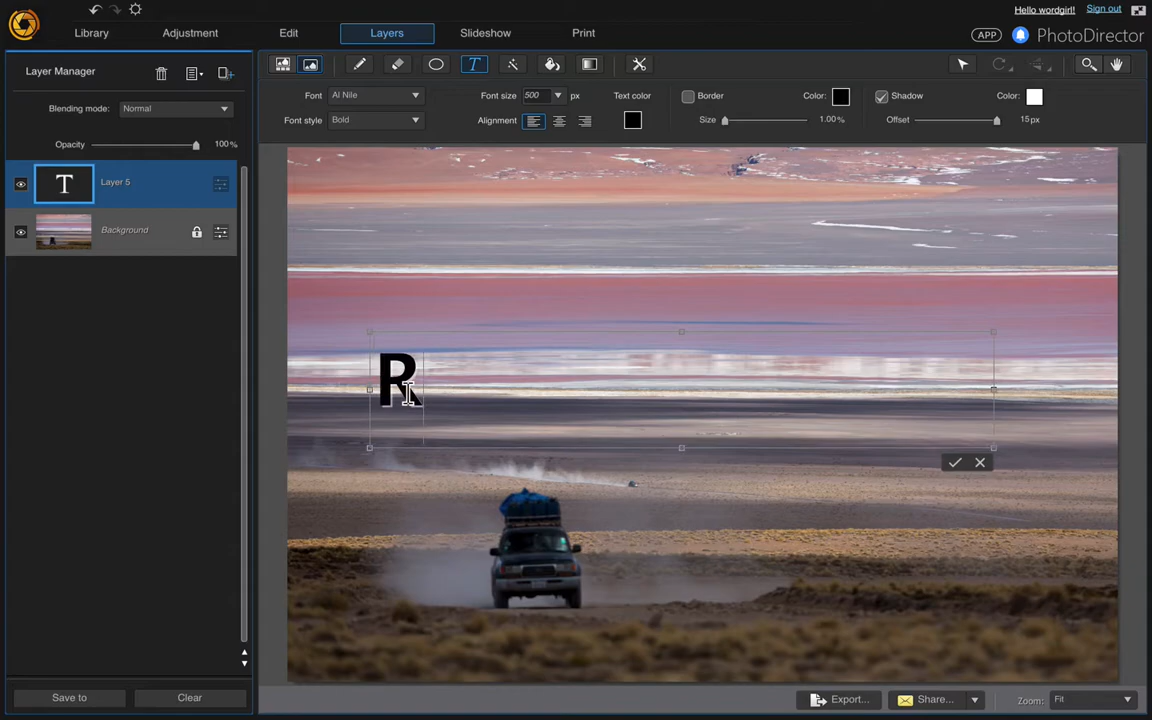 Hello wordgirl! Sign out
Library Adjustment Edit Layers Slideshow Print
APP PhotoDirector
Layer Manager
Blending mode: Normal
Opacity 100%
T Layer 5
Background
T
Font Al Nile Font size 500 px Text color Border Color: Shadow Color:
Font style Bold Alignment Size 1.00% Offset 15px
R
Save to Clear
Export... Share... Zoom: Fit